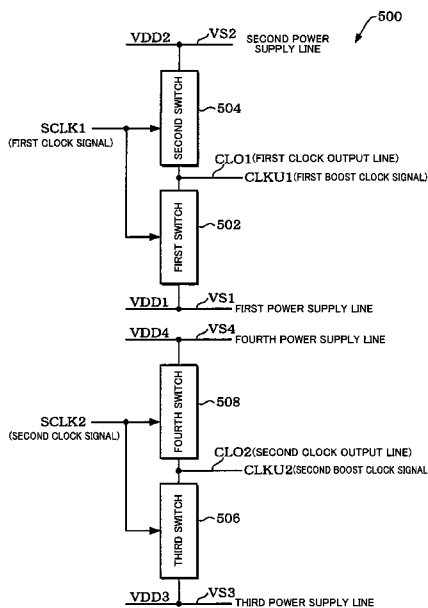 500
VDD2
VS2
SECOND POWER
SUPPLY LINE
SECOND SWITCH
504
SCLK1
(FIRST CLOCK SIGNAL)
CLO1 (FIRST CLOCK OUTPUT LINE)
CLKU1 (FIRST BOOST CLOCK SIGNAL)
FIRST SWITCH
502
VDD1
VS1
FIRST POWER SUPPLY LINE
VDD4
VS4
FOURTH POWER SUPPLY LINE
FOURTH SWITCH
508
SCLK2
(SECOND CLOCK SIGNAL)
CLO2 (SECOND CLOCK OUTPUT LINE)
CLKU2 (SECOND BOOST CLOCK SIGNAL
THIRD SWITCH
506
VDD3
VS3
THIRD POWER SUPPLY LINE